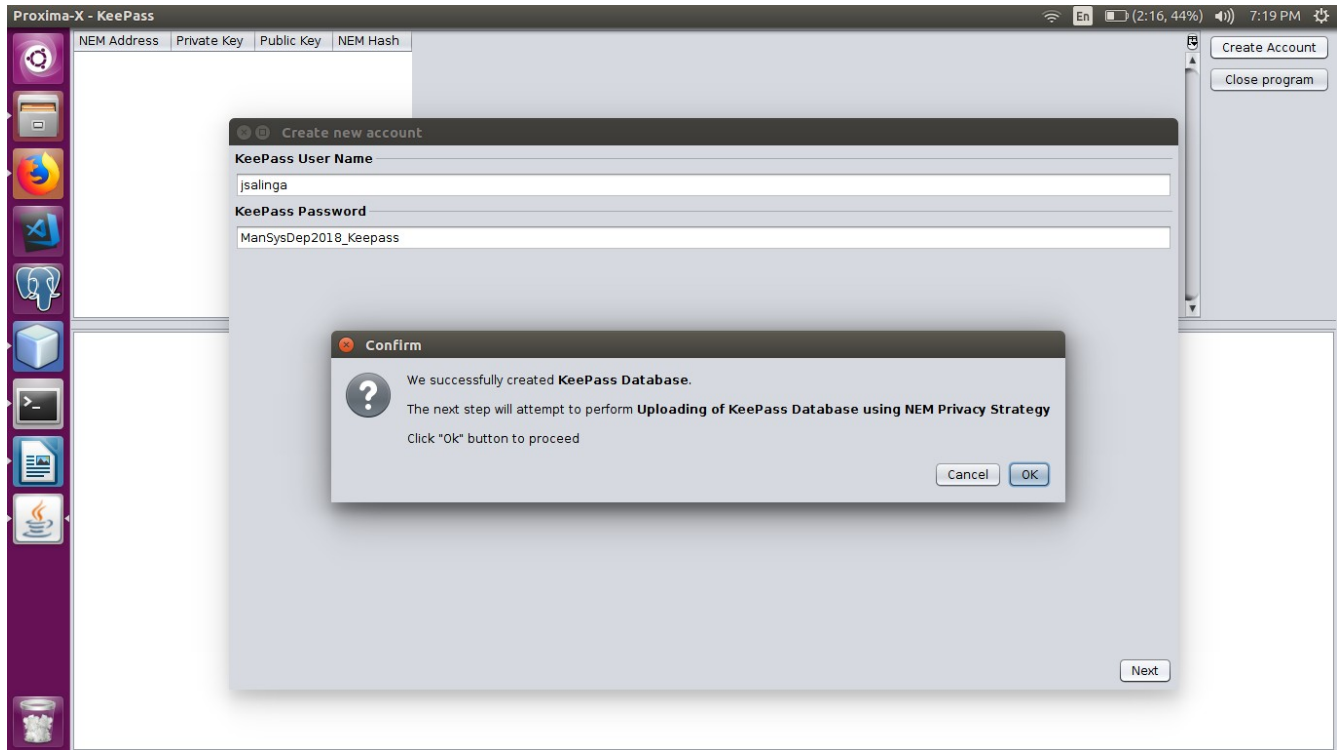 Proxima-X - KeePass
En (2:16, 44%) 7:19 PM
NEM Address Private Key Public Key NEM Hash
Create Account
Close program
Create new account
KeePass User Name
jsalinga
KeePass Password
ManSysDep2018_Keepass
Confirm
We successfully created KeePass Database.
The next step will attempt to perform Uploading of KeePass Database using NEM Privacy Strategy
Click "Ok" button to proceed
Cancel OK
Next